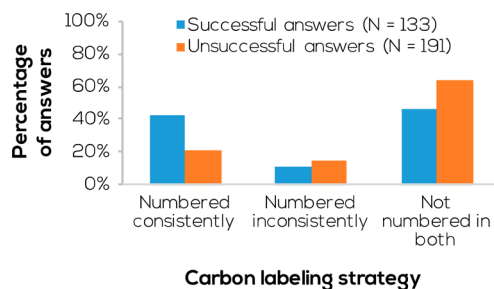 100%
80%
60%
40%
20%
0%
Percentage
of answers
Successful answers (N = 133)
Unsuccessful answers (N = 191)
Numbered
consistently
Numbered
inconsistently
Not
numbered in
both
Carbon labeling strategy